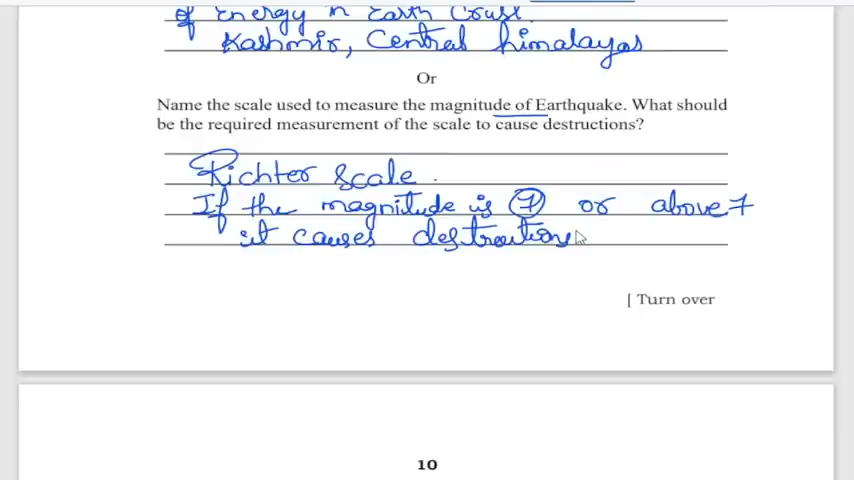 of Energy in Earth Crust.
Kashmir, Central himalayas
Or
Name the scale used to measure the magnitude of Earthquake. What should
be the required measurement of the scale to cause destructions?
Richter scale.
If the magnitude is 7 or above 7
it causes destruction
[ Turn over
10